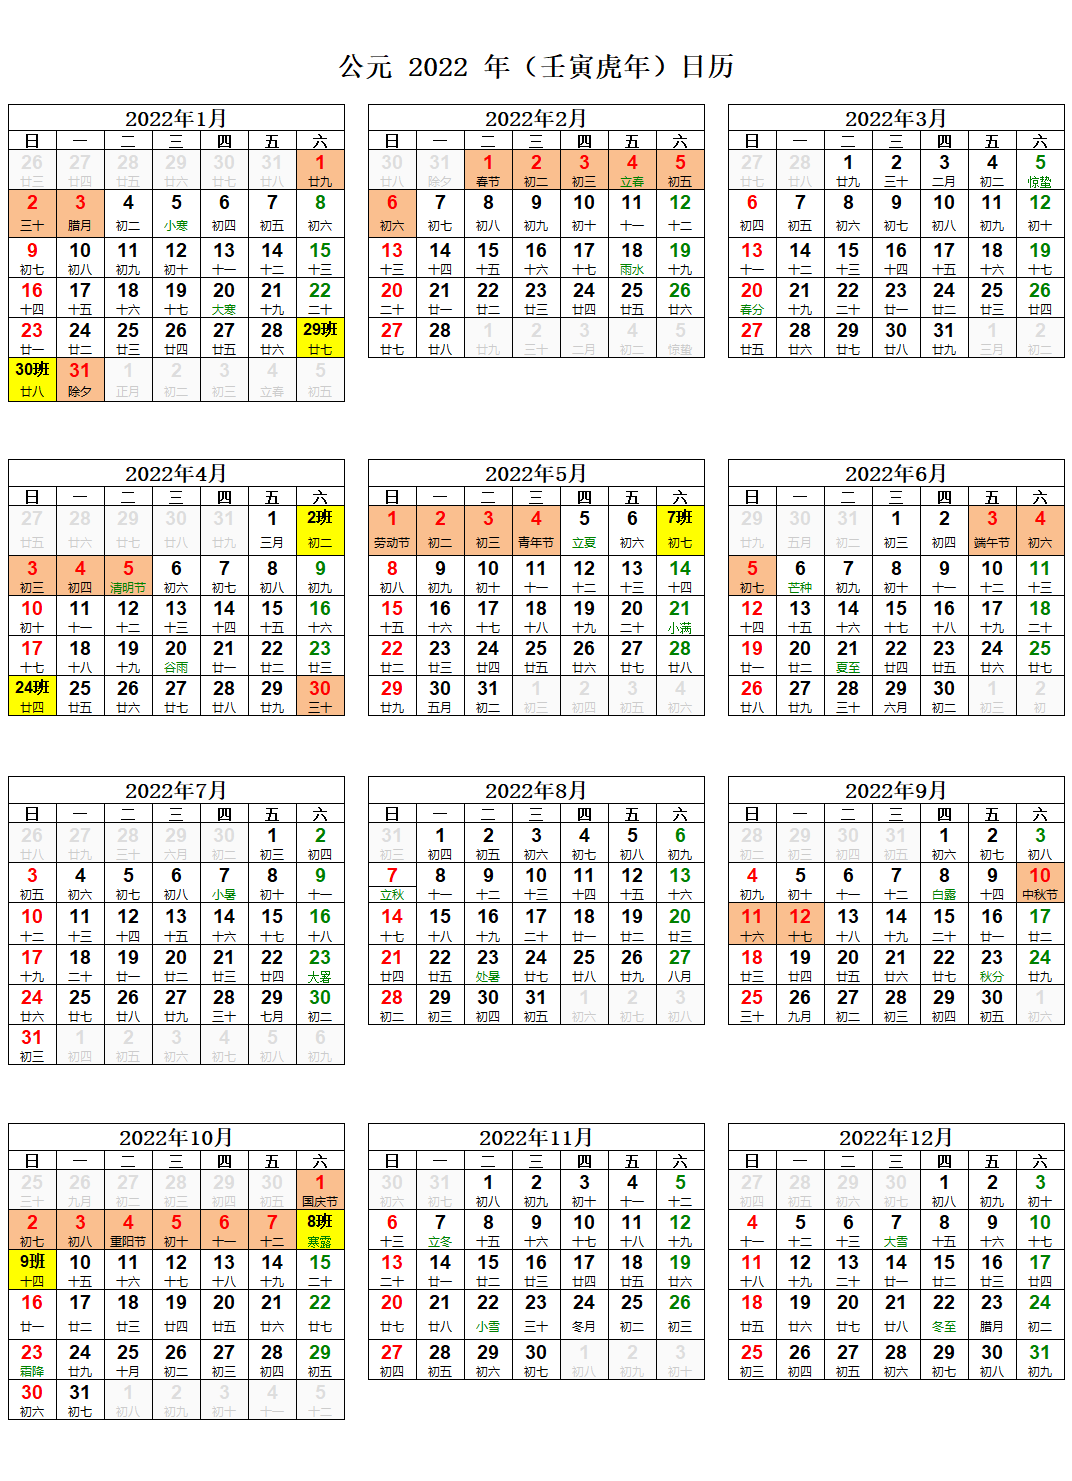 公元 2022 年（壬寅虎年）日历
2022年1月
日 一 二 三 四 五 六
26 27 28 29 30 31 1
廿三 廿四 廿五 廿六 廿七 廿八 廿九
2 3 4 5 6 7 8
三十 腊月 初二 小寒 初四 初五 初六
9 10 11 12 13 14 15
初七 初八 初九 初十 十一 十二 十三
16 17 18 19 20 21 22
十四 十五 十六 十七 大寒 十九 二十
23 24 25 26 27 28 29班
廿一 廿二 廿三 廿四 廿五 廿六 廿七
30班 31 1 2 3 4 5
廿八 除夕 正月 初二 初三 立春 初五
2022年2月
日 一 二 三 四 五 六
30 31 1 2 3 4 5
廿八 除夕 春节 初二 初三 立春 初五
6 7 8 9 10 11 12
初六 初七 初八 初九 初十 十一 十二
13 14 15 16 17 18 19
十三 十四 十五 十六 十七 雨水 十九
20 21 22 23 24 25 26
二十 廿一 廿二 廿三 廿四 廿五 廿六
27 28 1 2 3 4 5
廿七 廿八 廿九 三十 二月 初二 惊蛰
2022年3月
日 一 二 三 四 五 六
27 28 1 2 3 4 5
廿七 廿八 廿九 三十 二月 初二 惊蛰
6 7 8 9 10 11 12
初四 初五 初六 初七 初八 初九 初十
13 14 15 16 17 18 19
十一 十二 十三 十四 十五 十六 十七
20 21 22 23 24 25 26
春分 十九 二十 廿一 廿二 廿三 廿四
27 28 29 30 31 1 2
廿五 廿六 廿七 廿八 廿九 三月 初二
2022年4月
日 一 二 三 四 五 六
27 28 29 30 31 1 2班
廿五 廿六 廿七 廿八 廿九 三月 初二
3 4 5 6 7 8 9
初三 初四 清明节 初六 初七 初八 初九
10 11 12 13 14 15 16
初十 十一 十二 十三 十四 十五 十六
17 18 19 20 21 22 23
十七 十八 十九 谷雨 廿一 廿二 廿三
24班 25 26 27 28 29 30
廿四 廿五 廿六 廿七 廿八 廿九 三十
2022年5月
日 一 二 三 四 五 六
1 2 3 4 5 6 7班
劳动节 初二 初三 青年节 立夏 初六 初七
8 9 10 11 12 13 14
初八 初九 初十 十一 十二 十三 十四
15 16 17 18 19 20 21
十五 十六 十七 十八 十九 二十 小满
22 23 24 25 26 27 28
廿二 廿三 廿四 廿五 廿六 廿七 廿八
29 30 31 1 2 3 4
廿九 五月 初二 初三 初四 初五 初六
2022年6月
日 一 二 三 四 五 六
29 30 31 1 2 3 4
廿九 五月 初二 初三 初四 端午节 初六
5 6 7 8 9 10 11
初七 芒种 初九 初十 十一 十二 十三
12 13 14 15 16 17 18
十四 十五 十六 十七 十八 十九 二十
19 20 21 22 23 24 25
廿一 廿二 夏至 廿四 廿五 廿六 廿七
26 27 28 29 30 1 2
廿八 廿九 三十 六月 初二 初三 初
2022年7月
日 一 二 三 四 五 六
26 27 28 29 30 1 2
廿八 廿九 三十 六月 初二 初三 初四
3 4 5 6 7 8 9
初五 初六 初七 初八 小暑 初十 十一
10 11 12 13 14 15 16
十二 十三 十四 十五 十六 十七 十八
17 18 19 20 21 22 23
十九 二十 廿一 廿二 廿三 廿四 大暑
24 25 26 27 28 29 30
廿六 廿七 廿八 廿九 三十 七月 初二
31 1 2 3 4 5 6
初三 初四 初五 初六 初七 初八 初九
2022年8月
日 一 二 三 四 五 六
31 1 2 3 4 5 6
初三 初四 初五 初六 初七 初八 初九
7 8 9 10 11 12 13
立秋 十一 十二 十三 十四 十五 十六
14 15 16 17 18 19 20
十七 十八 十九 二十 廿一 廿二 廿三
21 22 23 24 25 26 27
廿四 廿五 处暑 廿七 廿八 廿九 八月
28 29 30 31 1 2 3
初二 初三 初四 初五 初六 初七 初八
2022年9月
日 一 二 三 四 五 六
28 29 30 31 1 2 3
初二 初三 初四 初五 初六 初七 初八
4 5 6 7 8 9 10
初九 初十 十一 十二 白露 十四 中秋节
11 12 13 14 15 16 17
十六 十七 十八 十九 二十 廿一 廿二
18 19 20 21 22 23 24
廿三 廿四 廿五 廿六 廿七 秋分 廿九
25 26 27 28 29 30 1
三十 九月 初二 初三 初四 初五 初六
2022年10月
日 一 二 三 四 五 六
25 26 27 28 29 30 1
三十 九月 初二 初三 初四 初五 国庆节
2 3 4 5 6 7 8班
初七 初八 重阳节 初十 十一 十二 寒露
9班 10 11 12 13 14 15
十四 十五 十六 十七 十八 十九 二十
16 17 18 19 20 21 22
廿一 廿二 廿三 廿四 廿五 廿六 廿七
23 24 25 26 27 28 29
霜降 廿九 十月 初二 初三 初四 初五
30 31 1 2 3 4 5
初六 初七 初八 初九 初十 十一 十二
2022年11月
日 一 二 三 四 五 六
30 31 1 2 3 4 5
初六 初七 初八 初九 初十 十一 十二
6 7 8 9 10 11 12
十三 立冬 十五 十六 十七 十八 十九
13 14 15 16 17 18 19
二十 廿一 廿二 廿三 廿四 廿五 廿六
20 21 22 23 24 25 26
廿七 廿八 小雪 三十 冬月 初二 初三
27 28 29 30 1 2 3
初四 初五 初六 初七 初八 初九 初十
2022年12月
日 一 二 三 四 五 六
27 28 29 30 1 2 3
初四 初五 初六 初七 初八 初九 初十
4 5 6 7 8 9 10
十一 十二 十三 大雪 十五 十六 十七
11 12 13 14 15 16 17
十八 十九 二十 廿一 廿二 廿三 廿四
18 19 20 21 22 23 24
廿五 廿六 廿七 廿八 冬至 腊月 初二
25 26 27 28 29 30 31
初三 初四 初五 初六 初七 初八 初九